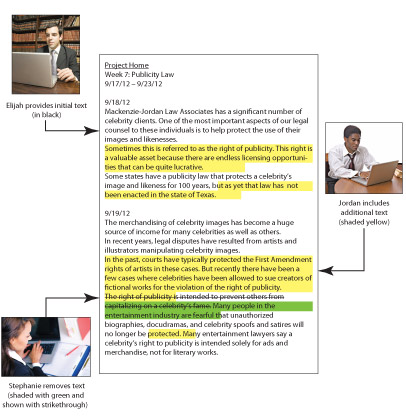 Project Home
Week 7: Publicity Law
9/17/12 – 9/23/12
9/18/12
Mackenzie-Jordan Law Associates has a significant number of
celebrity clients. One of the most important aspects of our legal
counsel to these individuals is to help protect the use of their
images and likenesses.
Sometimes this is referred to as the right of publicity. This right is
a valuable asset because there are endless licensing opportuni-
ties that can be quite lucrative.
Some states have a publicity law that protects a celebrity's
image and likeness for 100 years, but as yet that law has not
been enacted in the state of Texas.
9/19/12
The merchandising of celebrity images has become a huge
source of income for many celebrities as well as others.
In recent years, legal disputes have resulted from artists and
illustrators manipulating celebrity images.
In the past, courts have typically protected the First Amendment
rights of artists in these cases. But recently there have been a
few cases where celebrities have been allowed to sue creators of
fictional works for the violation of the right of publicity.
The right of publicity is intended to prevent others from
capitalizing on a celebrity's fame. Many people in the
entertainment industry are fearful that unauthorized
biographies, docudramas, and celebrity spoofs and satires will
no longer be protected. Many entertainment lawyers say a
celebrity's right to publicity is intended solely for ads and
merchandise, not for literary works.
Elijah provides initial text
(in black)
Jordan includes
additional text
(shaded yellow)
Stephanie removes text
(shaded with green and
shown with strikethrough)